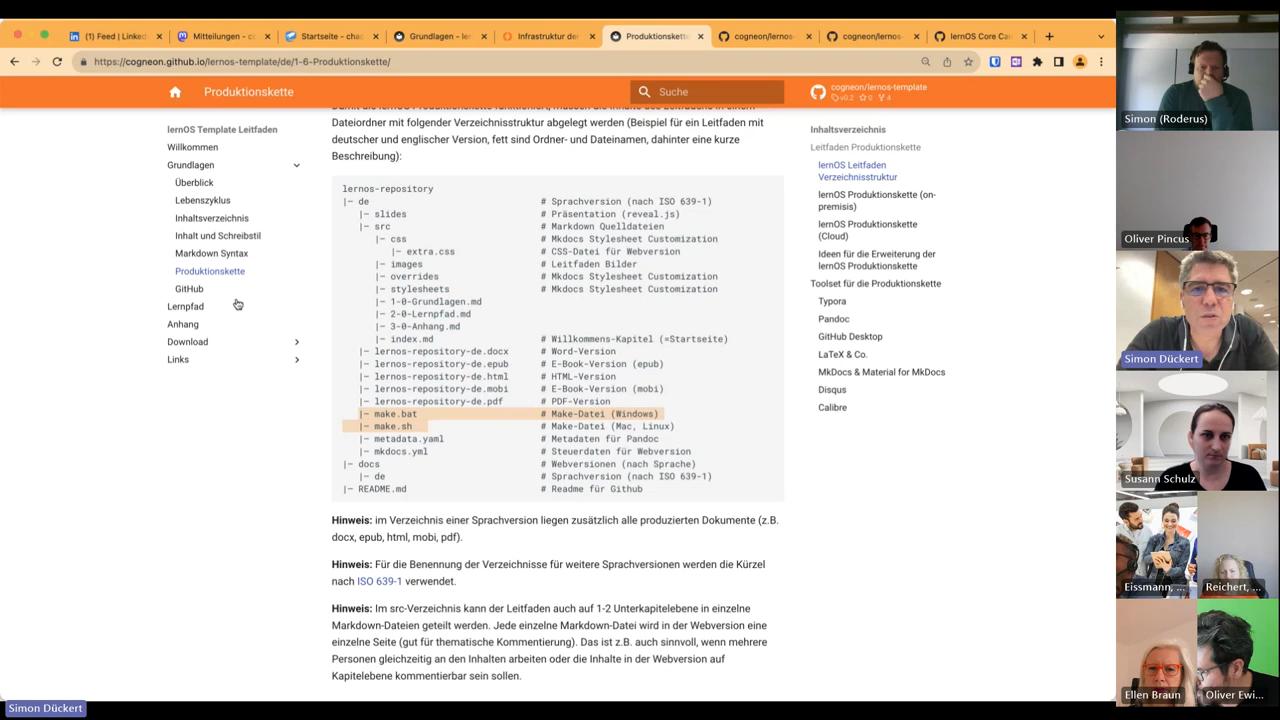 (1) Feed | Linked
Mitteilungen - c
Startseite – cha
Grundlagen - ler
Infrastruktur der
Produktionskette
cogneon/lernos-
cogneon/lernos-
lernOS Core Can
https://cogneon.github.io/lernos-template/de/1-6-Produktionskette/
Produktionskette
Suche
cogneon/lernos-template
v0.2 0 4
lernOS Template Leitfaden
Willkommen
Grundlagen
Überblick
Lebenszyklus
Inhaltsverzeichnis
Inhalt und Schreibstil
Markdown Syntax
Produktionskette
GitHub
Lernpfad
Anhang
Download
Links
Dateiordner mit folgender Verzeichnisstruktur abgelegt werden (Beispiel für ein Leitfaden mit
deutscher und englischer Version, fett sind Ordner- und Dateinamen, dahinter eine kurze
Beschreibung):
lernos-repository
|— de # Sprachversion (nach ISO 639-1)
|— slides # Präsentation (reveal.js)
|— src # Markdown Quelldateien
|— css # Mkdocs Stylesheet Customization
|— extra.css # CSS-Datei für Webversion
|— images # Leitfaden Bilder
|— overrides # Mkdocs Stylesheet Customization
|— stylesheets # Mkdocs Stylesheet Customization
|— 1-0-Grundlagen.md
|— 2-0-Lernpfad.md
|— 3-0-Anhang.md
|— index.md # Willkommens-Kapitel (=Startseite)
|— lernos-repository-de.docx # Word-Version
|— lernos-repository-de.epub # E-Book-Version (epub)
|— lernos-repository-de.html # HTML-Version
|— lernos-repository-de.mobi # E-Book-Version (mobi)
|— lernos-repository-de.pdf # PDF-Version
|— make.bat # Make-Datei (Windows)
|— make.sh # Make-Datei (Mac, Linux)
|— metadata.yaml # Metadaten für Pandoc
|— mkdocs.yml # Steuerdaten für Webversion
|— docs # Webversionen (nach Sprache)
|— de # Sprachversion (nach ISO 639-1)
|— README.md # Readme für Github
Hinweis: im Verzeichnis einer Sprachversion liegen zusätzlich alle produzierten Dokumente (z.B.
docx, epub, html, mobi, pdf).
Hinweis: Für die Benennung der Verzeichnisse für weitere Sprachversionen werden die Kürzel
nach ISO 639-1 verwendet.
Hinweis: Im src-Verzeichnis kann der Leitfaden auch auf 1-2 Unterkapitelebene in einzelne
Markdown-Dateien geteilt werden. Jede einzelne Markdown-Datei wird in der Webversion eine
einzelne Seite (gut für thematische Kommentierung). Das ist z.B. auch sinnvoll, wenn mehrere
Personen gleichzeitig an den Inhalten arbeiten oder die Inhalte in der Webversion auf
Kapitelebene kommentierbar sein sollen.
Inhaltsverzeichnis
Leitfaden Produktionskette
lernOS Leitfaden
Verzeichnisstruktur
lernOS Produktionskette (on-
premisis)
lernOS Produktionskette
(Cloud)
Ideen für die Erweiterung der
lernOS Produktionskette
Toolset für die Produktionskette
Typora
Pandoc
GitHub Desktop
LaTeX & Co.
MkDocs & Material for MkDocs
Disqus
Calibre
Simon (Roderus)
Oliver Pincus
Simon Dückert
Susann Schulz
Eissmann, ...
Reichert, ...
Ellen Braun
Oliver Ewi...
Simon Dückert